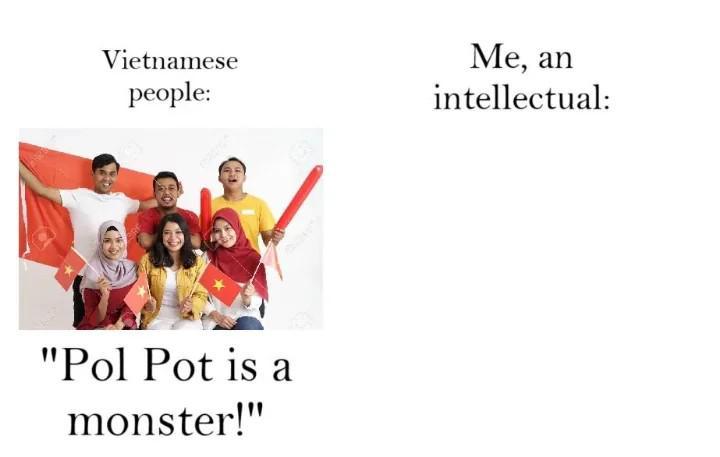 Vietnamese
people:
"Pol Pot is a
monster!"
Me, an
intellectual: